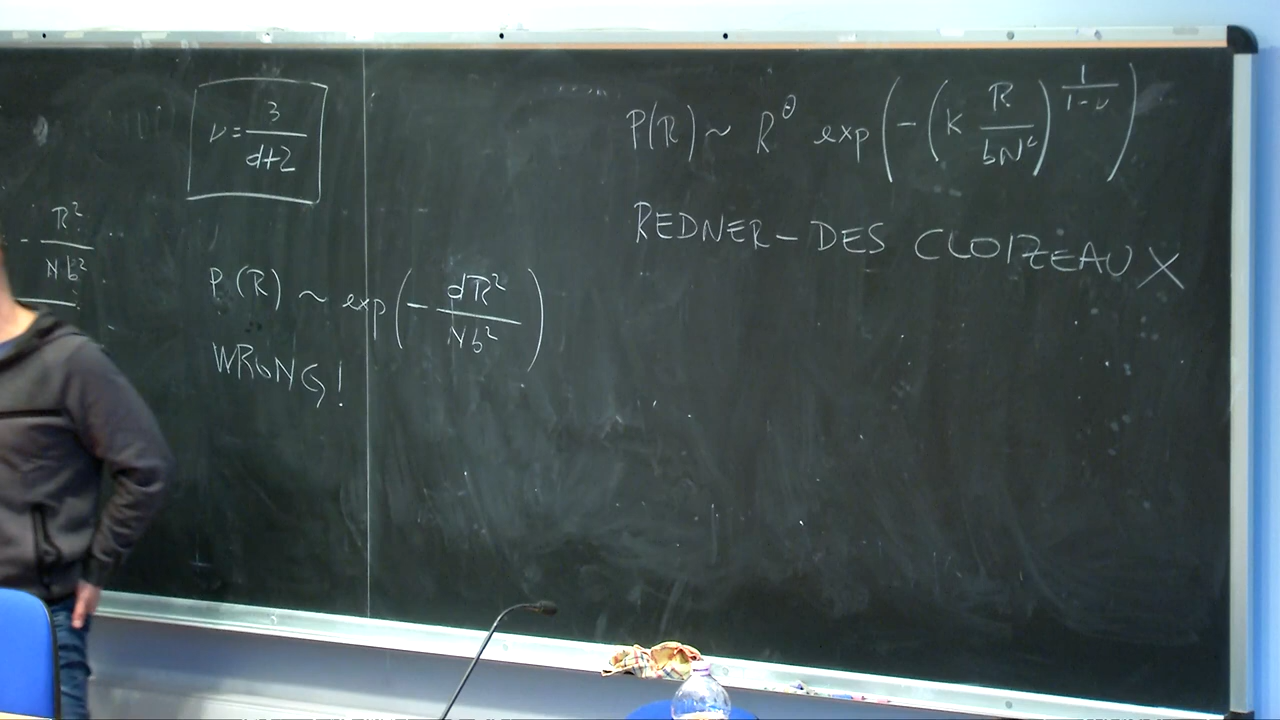 ν = 3/(d+2)
- R²/(Nb²)
P(R) ~ exp(- dR²/(Nb²))
WRONG!
P(R) ~ R^θ exp(-(K R/(bN^ν))^(1/(1-ν)))
REDNER – DES CLOIZEAUX